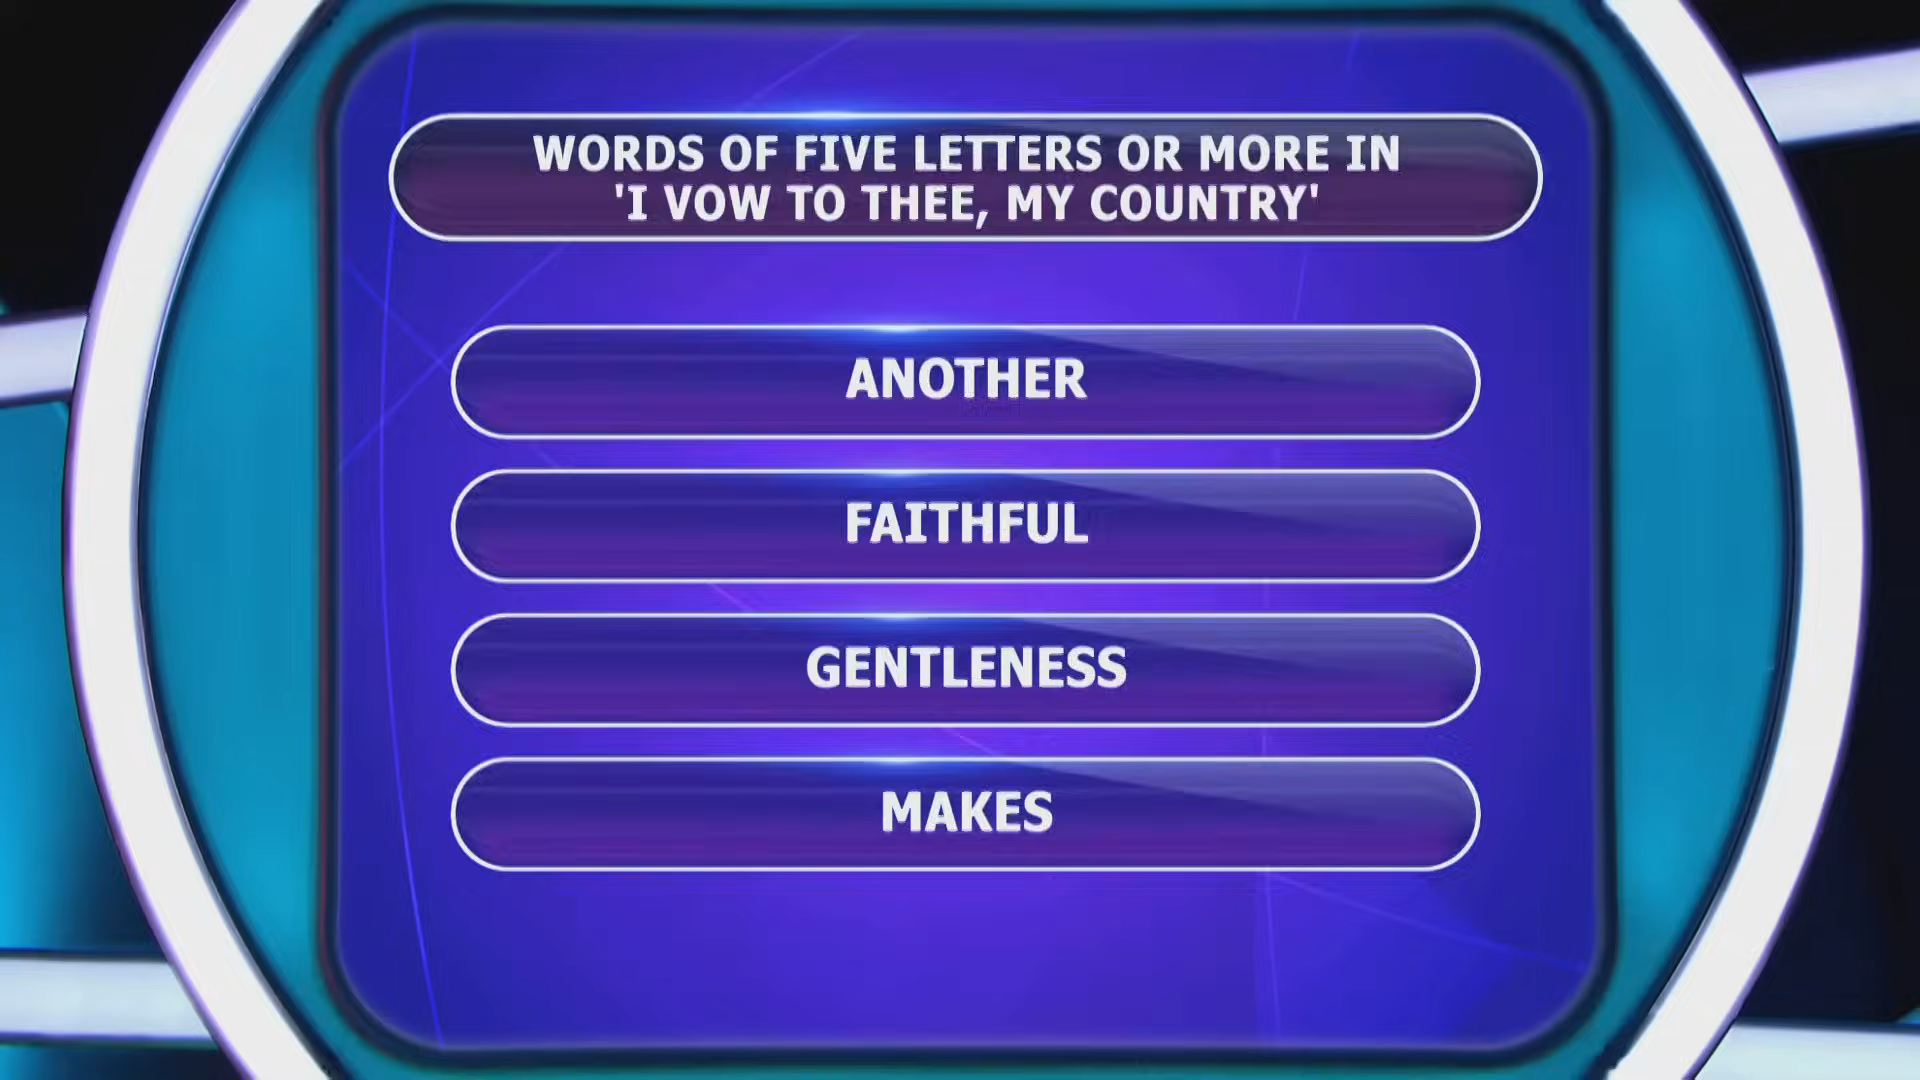 WORDS OF FIVE LETTERS OR MORE IN
'I VOW TO THEE, MY COUNTRY'
ANOTHER
FAITHFUL
GENTLENESS
MAKES